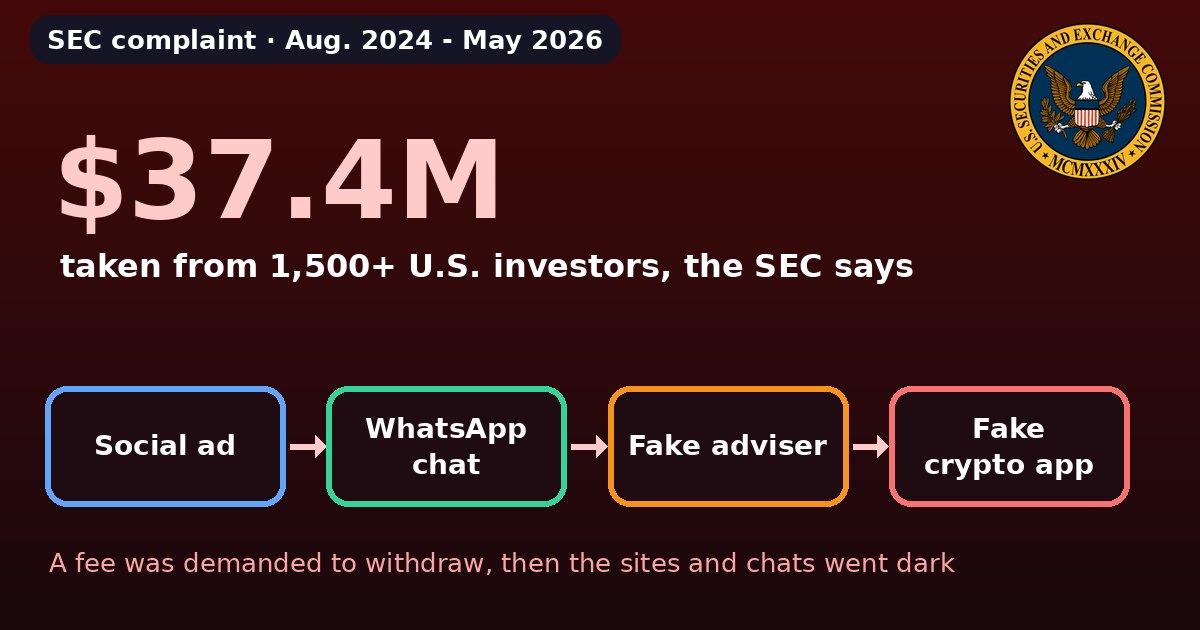 SEC complaint · Aug. 2024 - May 2026
U.S. SECURITIES AND EXCHANGE COMMISSION
MCMXXXIV
$37.4M
taken from 1,500+ U.S. investors, the SEC says
Social ad
WhatsApp
chat
Fake adviser
Fake
crypto app
A fee was demanded to withdraw, then the sites and chats went dark